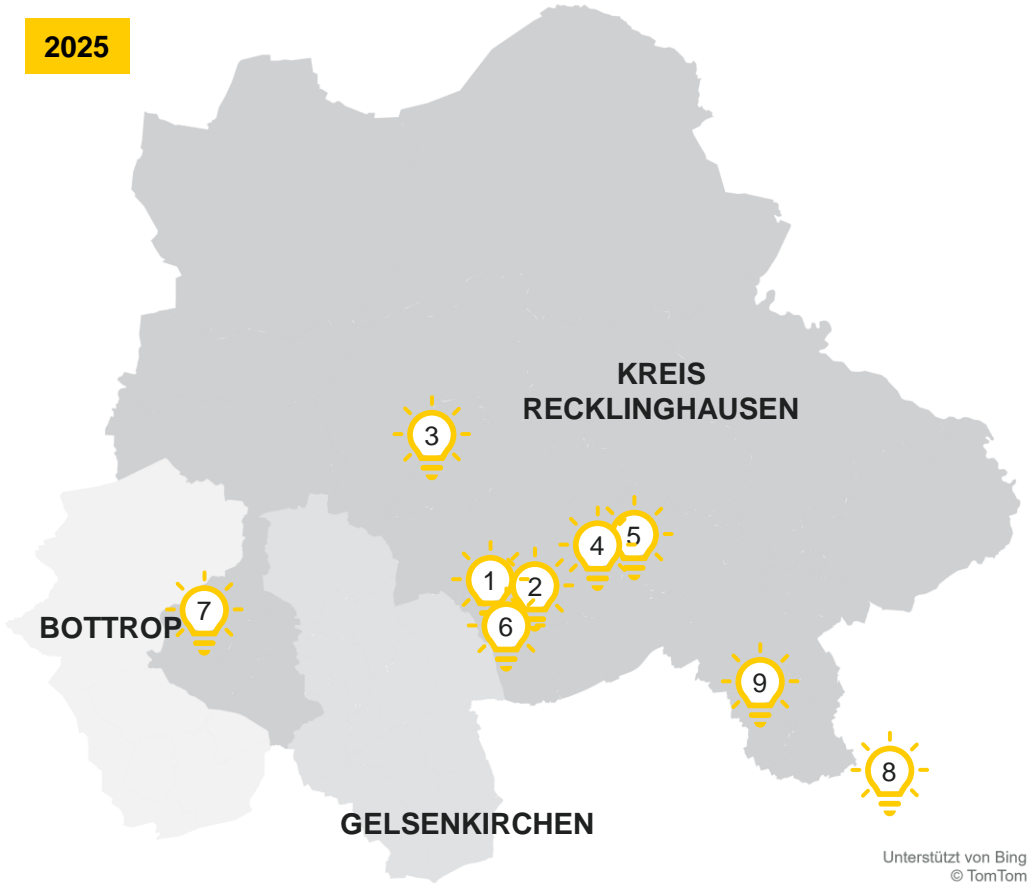 2025
KREIS
RECKLINGHAUSEN
3
5
4
1
2
6
7
BOTTROP
9
8
GELSENKIRCHEN
Unterstützt von Bing
© TomTom